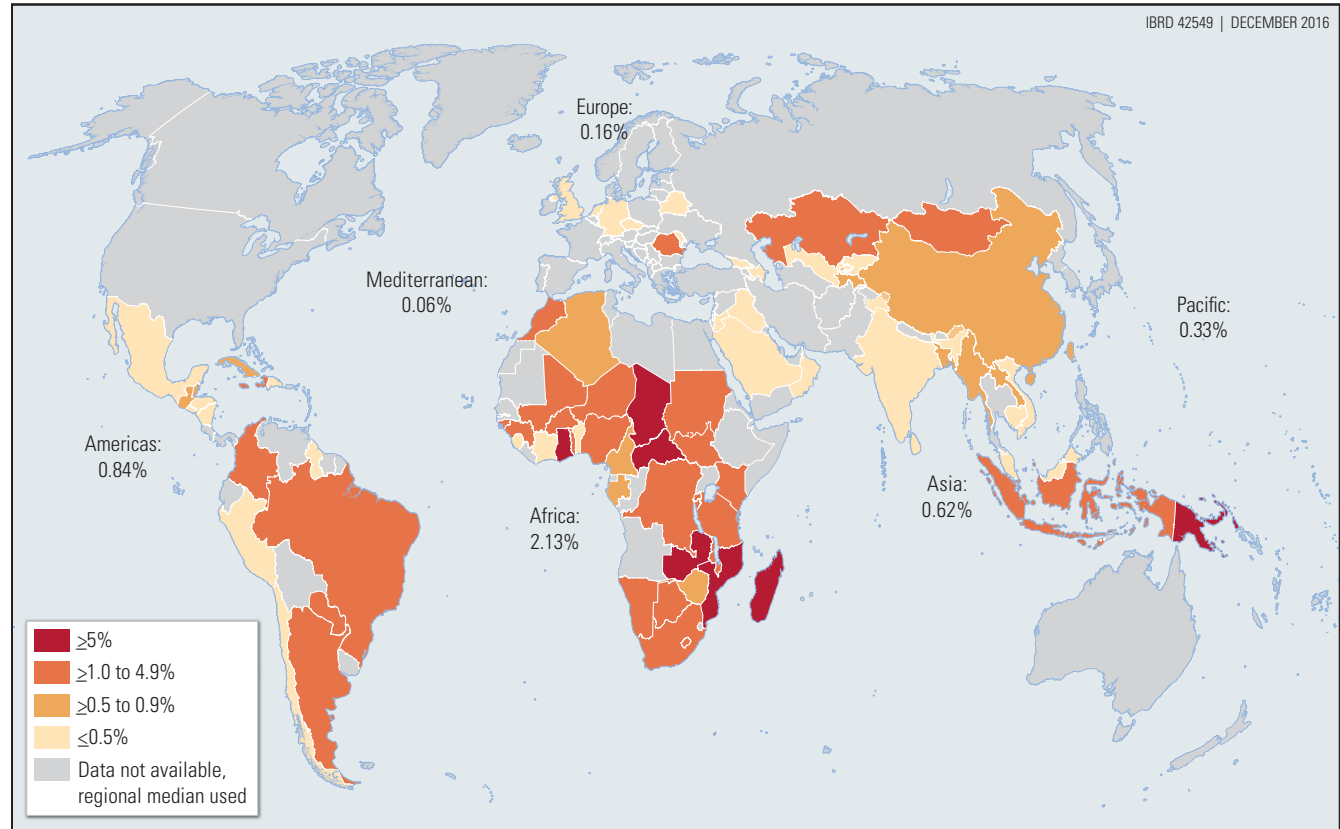 IBRD 42549 | DECEMBER 2016
Europe:
0.16%
Mediterranean:
0.06%
Pacific:
0.33%
Americas:
0.84%
Africa:
2.13%
Asia:
0.62%
≥5%
≥1.0 to 4.9%
≥0.5 to 0.9%
≤0.5%
Data not available,
regional median used